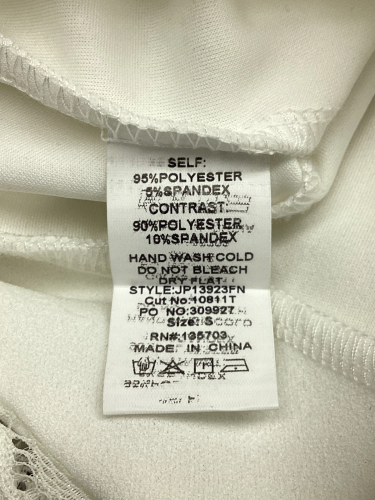 SELF:
95%POLYESTER
5%SPANDEX
CONTRAST:
90%POLYESTER
10%SPANDEX
HAND WASH COLD
DO NOT BLEACH
DRY FLAT
STYLE:JP13923FN
Cut No:10811T
PO NO:309927
Size: S
RN#:135703
MADE IN CHINA